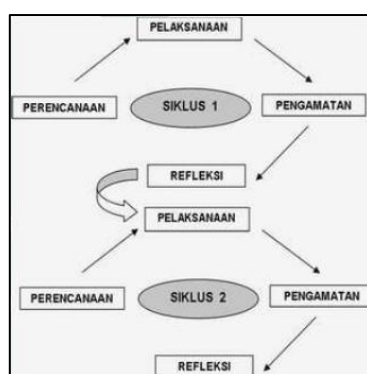 PELAKSANAAN
PERENCANAAN
SIKLUS 1
PENGAMATAN
REFLEKSI
PELAKSANAAN
PERENCANAAN
SIKLUS 2
PENGAMATAN
REFLEKSI